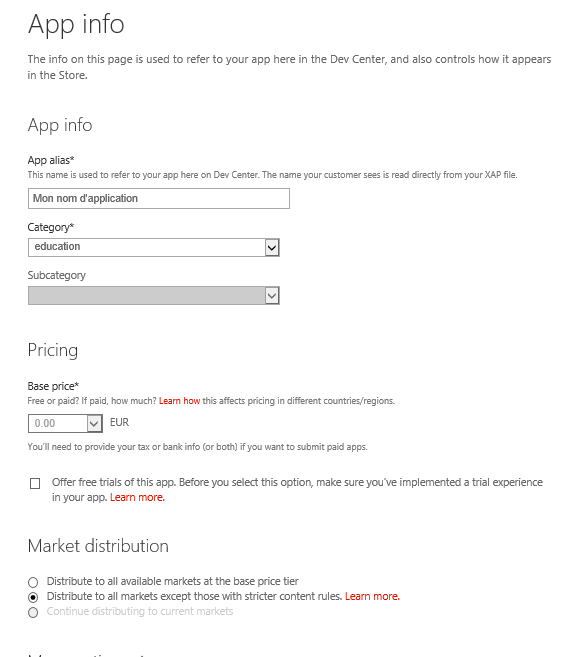 App info
The info on this page is used to refer to your app here in the Dev Center, and also controls how it appears
in the Store.
App info
App alias*
This name is used to refer to your app here on Dev Center. The name your customer sees is read directly from your XAP file.
Mon nom d'application
Category*
education
Subcategory
Pricing
Base price*
Free or paid? If paid, how much? Learn how this affects pricing in different countries/regions.
0.00 EUR
You'll need to provide your tax or bank info (or both) if you want to submit paid apps.
Offer free trials of this app. Before you select this option, make sure you've implemented a trial experience
in your app. Learn more.
Market distribution
Distribute to all available markets at the base price tier
Distribute to all markets except those with stricter content rules. Learn more.
Continue distributing to current markets